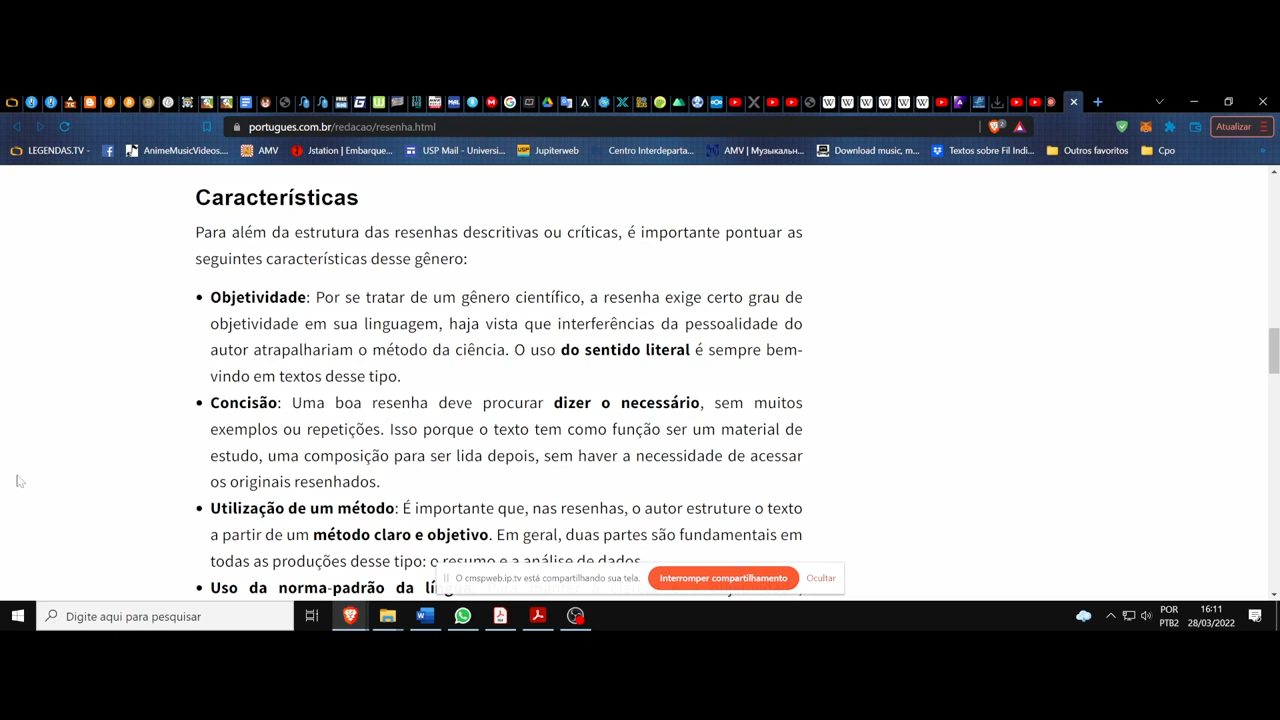 portugues.com.br/redacao/resenha.html
Atualizar
LEGENDAS.TV - AnimeMusicVideos... AMV Jstation | Embarque... USP Mail - Universi... Jupiterweb Centro Interdeparta... AMV | Музыкальн... Download music, m... Textos sobre Fil Indi... Outros favoritos Cpo
Características
Para além da estrutura das resenhas descritivas ou críticas, é importante pontuar as
seguintes características desse gênero:
• Objetividade: Por se tratar de um gênero científico, a resenha exige certo grau de
objetividade em sua linguagem, haja vista que interferências da pessoalidade do
autor atrapalhariam o método da ciência. O uso do sentido literal é sempre bem-
vindo em textos desse tipo.
• Concisão: Uma boa resenha deve procurar dizer o necessário, sem muitos
exemplos ou repetições. Isso porque o texto tem como função ser um material de
estudo, uma composição para ser lida depois, sem haver a necessidade de acessar
os originais resenhados.
• Utilização de um método: É importante que, nas resenhas, o autor estruture o texto
a partir de um método claro e objetivo. Em geral, duas partes são fundamentais em
todas as produções desse tipo: o resumo e a análise de dados.
O cmspweb.ip.tv está compartilhando sua tela. Interromper compartilhamento Ocultar
• Uso da norma-padrão da
Digite aqui para pesquisar
POR 16:11
PTB2 28/03/2022